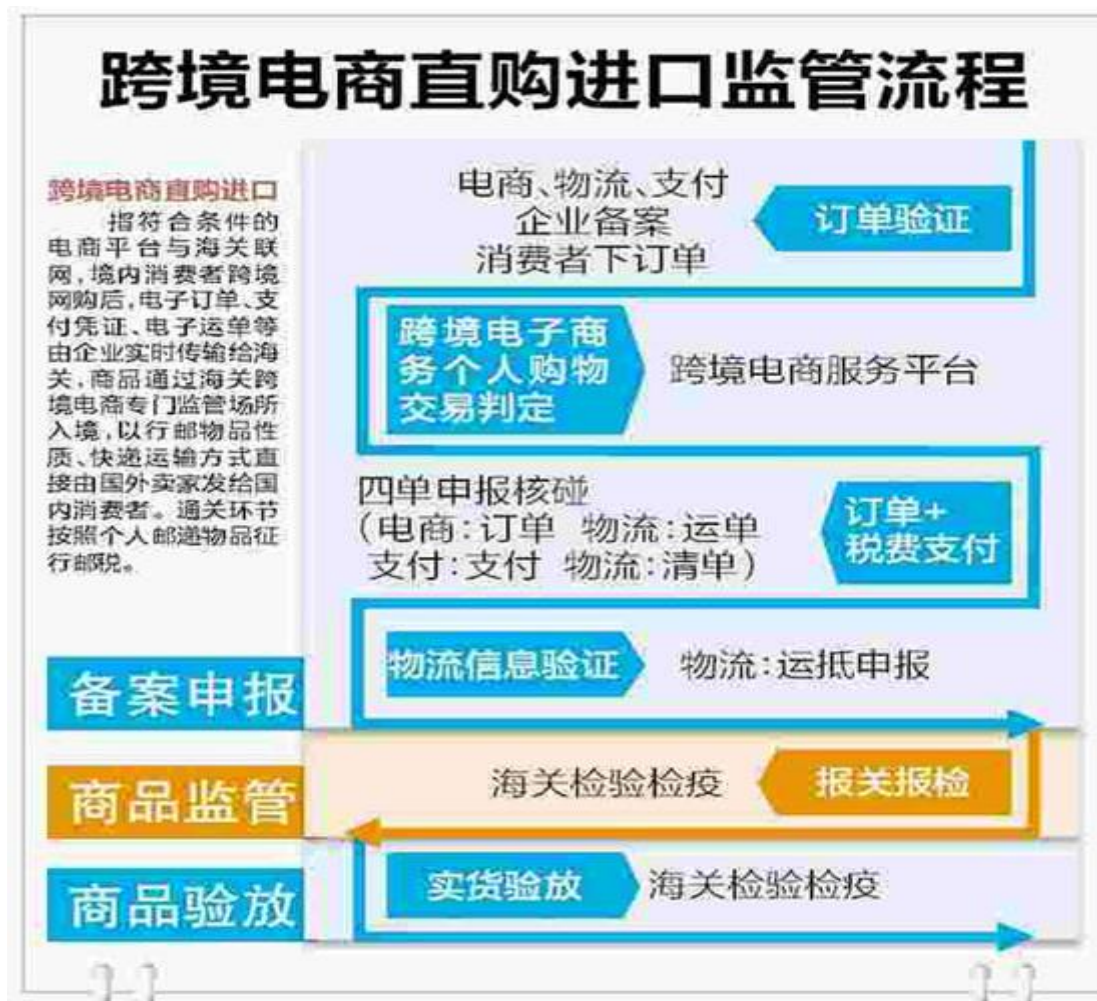 跨境电商直购进口监管流程
跨境电商直购进口
指符合条件的
电商平台与海关联
网,境内消费者跨境
网购后,电子订单、支
付凭证、电子运单等
由企业实时传输给海
关,商品通过海关跨
境电商专门监管场所
入境,以行邮物品性
质、快递运输方式直
接由国外卖家发给国
内消费者。通关环节
按照个人邮递物品征
行邮税。
电商、物流、支付
企业备案
消费者下订单
订单验证
跨境电子商
务个人购物
交易判定
跨境电商服务平台
四单申报核碰
(电商:订单 物流:运单
支付:支付 物流:清单)
订单+
税费支付
物流信息验证
物流:运抵申报
备案申报
商品监管
海关检验检疫
报关报检
商品验放
实货验放
海关检验检疫